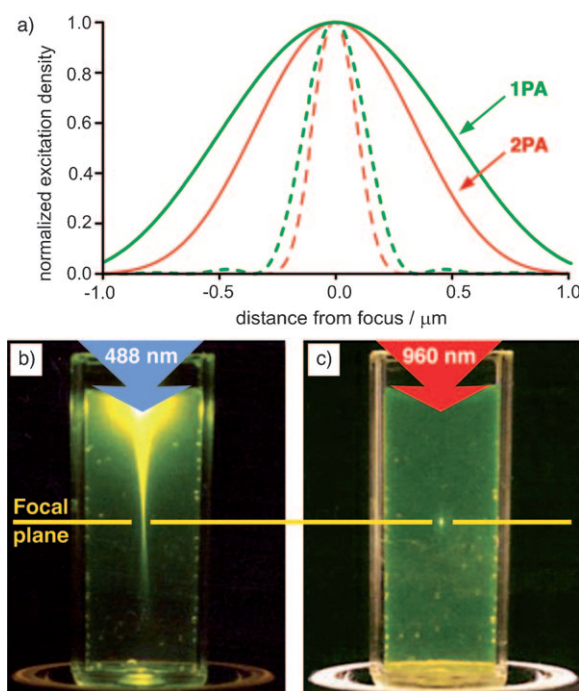 a)
1.0
0.8
0.6
0.4
0.2
0.0
normalized excitation density
1PA
2PA
-1.0 -0.5 0.0 0.5 1.0
distance from focus / μm
b)
488 nm
c)
960 nm
Focal
plane